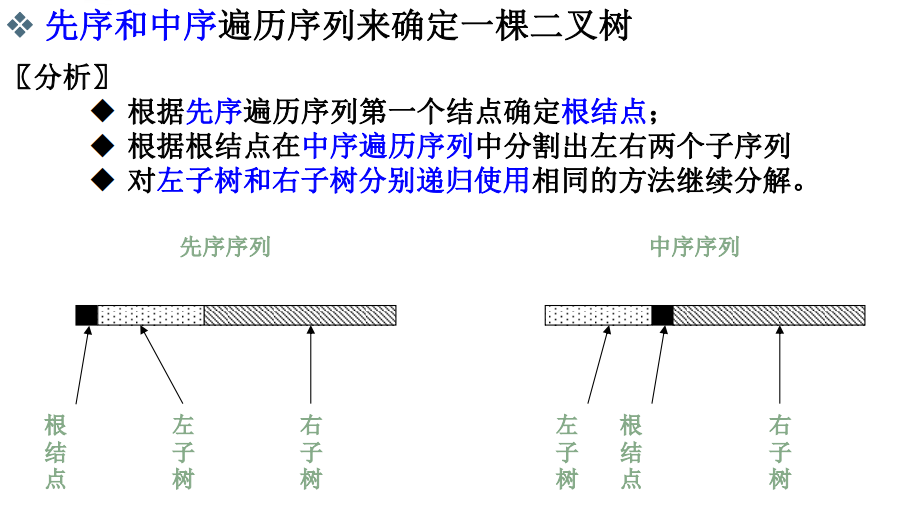 ❖ 先序和中序遍历序列来确定一棵二叉树
〖分析〗
◆ 根据先序遍历序列第一个结点确定根结点；
◆ 根据根结点在中序遍历序列中分割出左右两个子序列
◆ 对左子树和右子树分别递归使用相同的方法继续分解。
先序序列
中序序列
根结点
左子树
右子树
左子树
根结点
右子树